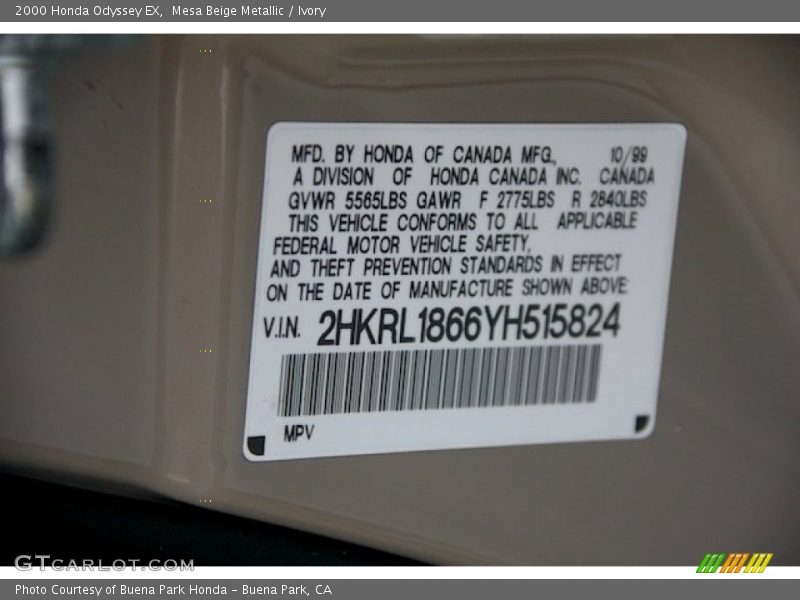 2000 Honda Odyssey EX,  Mesa Beige Metallic / Ivory
MFD. BY HONDA OF CANADA MFG., 10/99
A DIVISION OF HONDA CANADA INC. CANADA
GVWR 5565LBS GAWR F 2775LBS R 2840LBS
THIS VEHICLE CONFORMS TO ALL APPLICABLE
FEDERAL MOTOR VEHICLE SAFETY,
AND THEFT PREVENTION STANDARDS IN EFFECT
ON THE DATE OF MANUFACTURE SHOWN ABOVE:
V.I.N. 2HKRL1866YH515824
MPV
GTCARLOT.COM
Photo Courtesy of Buena Park Honda – Buena Park, CA